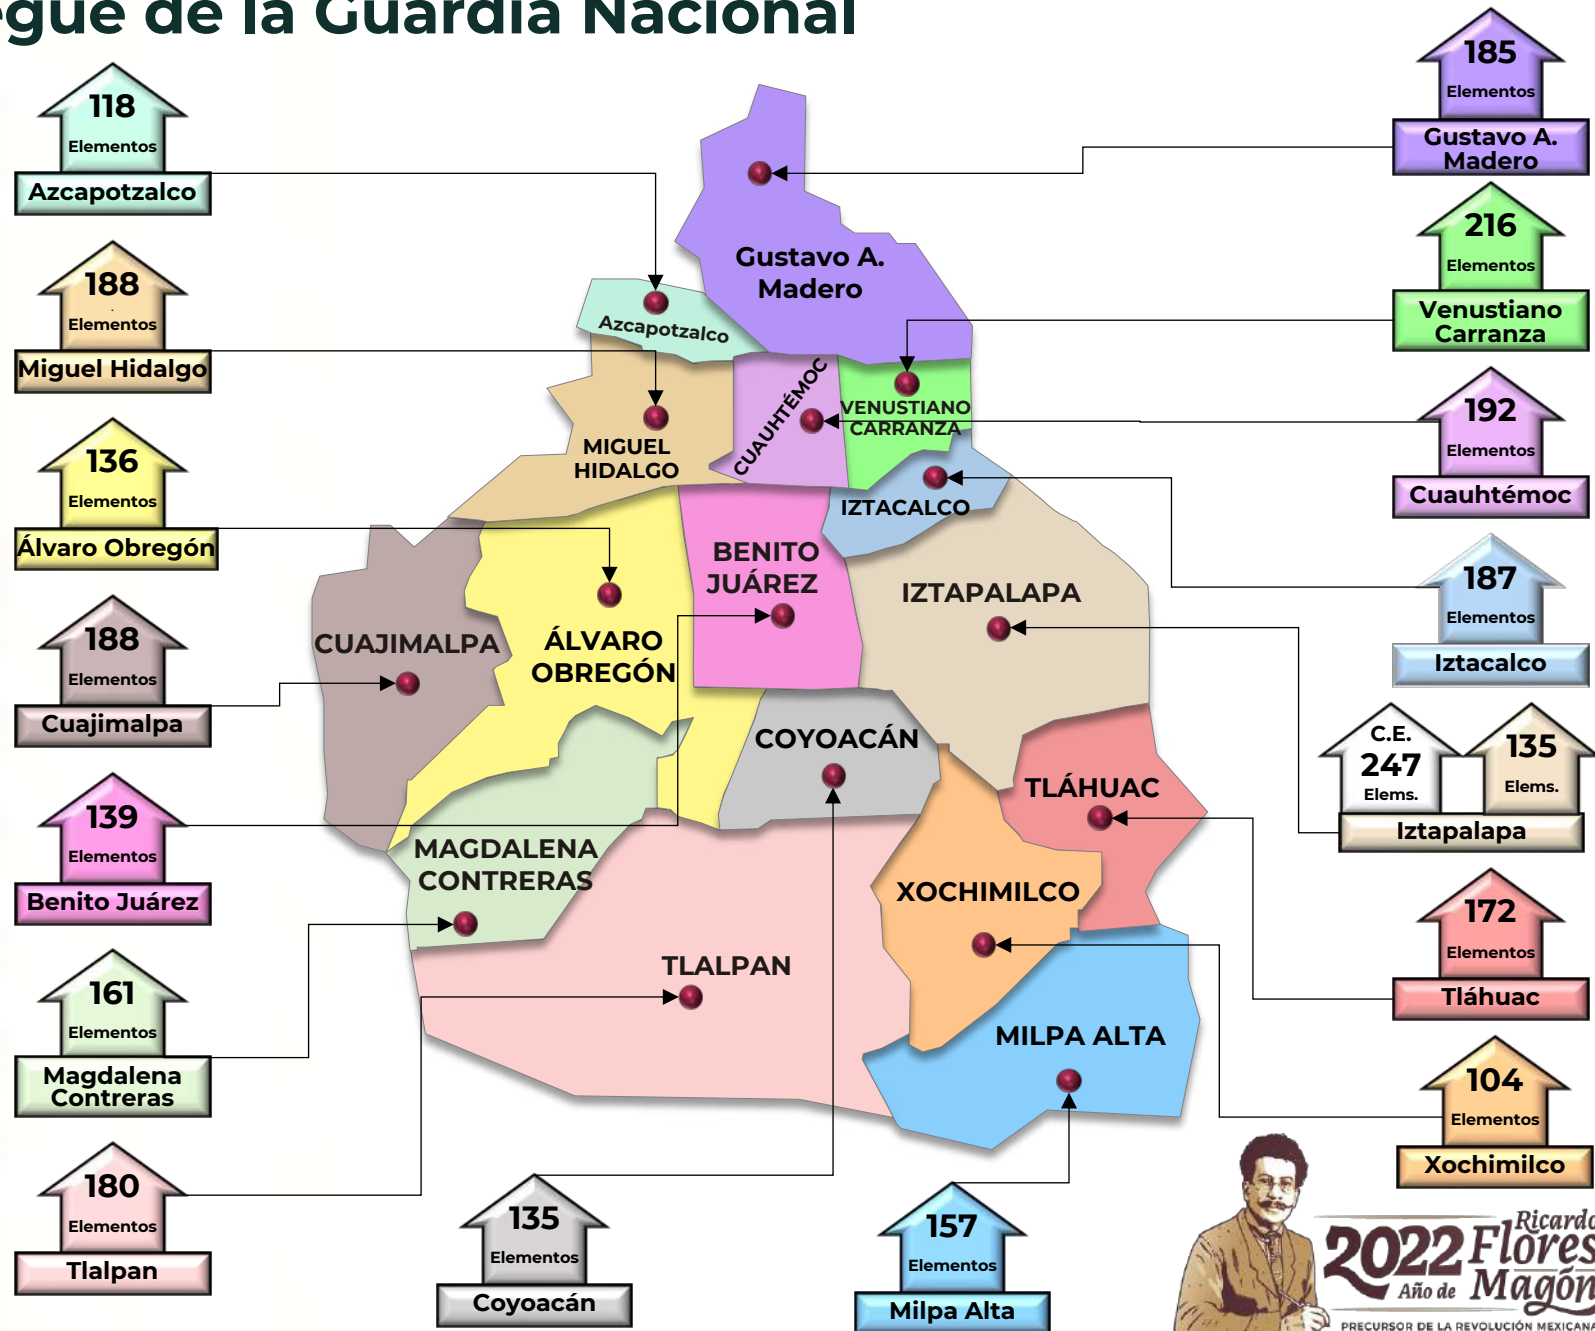 egue de la Guardia Nacional
118
Elementos
Azcapotzalco
188
Elementos
Miguel Hidalgo
136
Elementos
Álvaro Obregón
188
Elementos
Cuajimalpa
139
Elementos
Benito Juárez
161
Elementos
Magdalena
Contreras
180
Elementos
Tlalpan
Gustavo A.
Madero
Azcapotzalco
CUAUHTÉMOC
VENUSTIANO
CARRANZA
MIGUEL
HIDALGO
IZTACALCO
BENITO
JUÁREZ
IZTAPALAPA
CUAJIMALPA
ÁLVARO
OBREGÓN
COYOACÁN
TLÁHUAC
MAGDALENA
CONTRERAS
XOCHIMILCO
TLALPAN
MILPA ALTA
135
Elementos
Coyoacán
157
Elementos
Milpa Alta
185
Elementos
Gustavo A.
Madero
216
Elementos
Venustiano
Carranza
192
Elementos
Cuauhtémoc
187
Elementos
Iztacalco
C.E.
247
Elems.
135
Elems.
Iztapalapa
172
Elementos
Tláhuac
104
Elementos
Xochimilco
2022
Año de
Ricardo
Flores
Magón
PRECURSOR DE LA REVOLUCIÓN MEXICANA